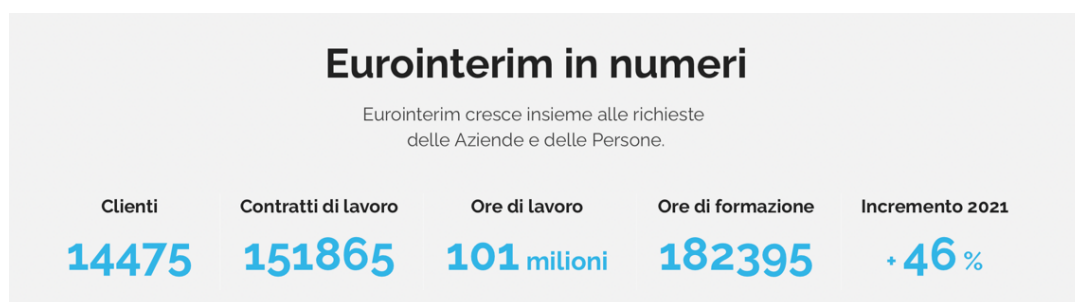 Eurointerim in numeri
Eurointerim cresce insieme alle richieste
delle Aziende e delle Persone.
Clienti
14475
Contratti di lavoro
151865
Ore di lavoro
101 milioni
Ore di formazione
182395
Incremento 2021
+ 46 %